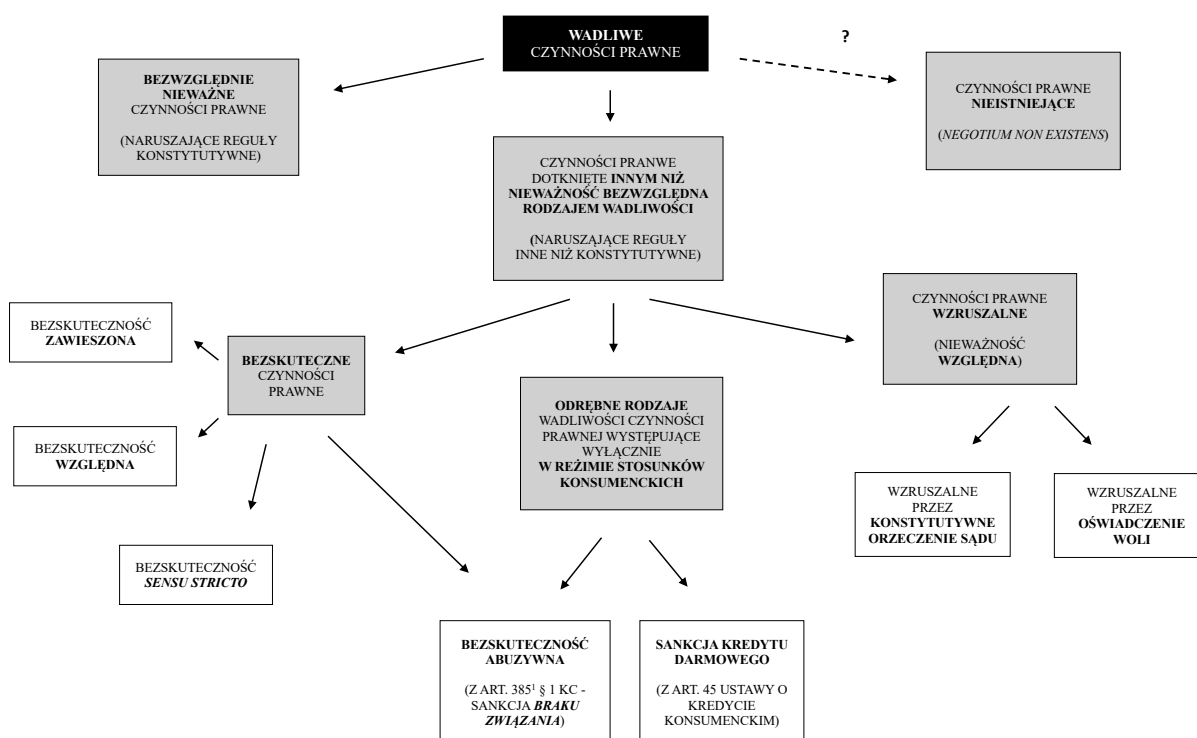 WADLIWE
CZYNNOŚCI PRAWNE
?
BEZWZGLĘDNIE
NIEWAŻNE
CZYNNOŚCI PRAWNE
(NARUSZAJĄCE REGUŁY
KONSTYTUTYWNE)
CZYNNOŚCI PRAWNE
NIEISTNIEJĄCE
(NEGOTIUM NON EXISTENS)
CZYNNOŚCI PRANWE
DOTKNIĘTE INNYM NIŻ
NIEWAŻNOŚĆ BEZWZGLĘDNA
RODZAJEM WADLIWOŚCI
(NARUSZAJĄCE REGUŁY
INNE NIŻ KONSTYTUTYWNE)
BEZSKUTECZNOŚĆ
ZAWIESZONA
BEZSKUTECZNE
CZYNNOŚCI
PRAWNE
CZYNNOŚCI PRAWNE
WZRUSZALNE
(NIEWAŻNOŚĆ
WZGLĘDNA)
ODRĘBNE RODZAJE
WADLIWOŚCI CZYNNOŚCI
PRAWNEJ WYSTĘPUJĄCE
WYŁĄCZNIE
W REŻIMIE STOSUNKÓW
KONSUMENCKICH
BEZSKUTECZNOŚĆ
WZGLĘDNA
BEZSKUTECZNOŚĆ
SENSU STRICTO
WZRUSZALNE
PRZEZ
KONSTYTUTYWNE
ORZECZENIE SĄDU
WZRUSZALNE
PRZEZ
OŚWIADCZENIE
WOLI
BEZSKUTECZNOŚĆ
ABUZYWNA
(Z ART. 385¹ § 1 KC -
SANKCJA BRAKU
ZWIĄZANIA)
SANKCJA KREDYTU
DARMOWEGO
(Z ART. 45 USTAWY O
KREDYCIE
KONSUMENCKIM)